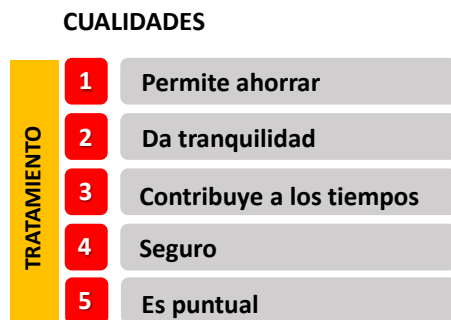 CUALIDADES
TRATAMIENTO
1 Permite ahorrar
2 Da tranquilidad
3 Contribuye a los tiempos
4 Seguro
5 Es puntual